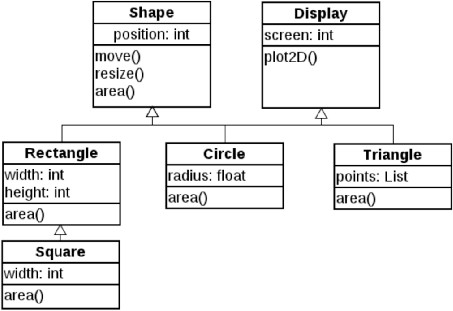 Shape
position: int
move()
resize()
area()
Display
screen: int
plot2D()
Rectangle
width: int
height: int
area()
Circle
radius: float
area()
Triangle
points: List
area()
Square
width: int
area()